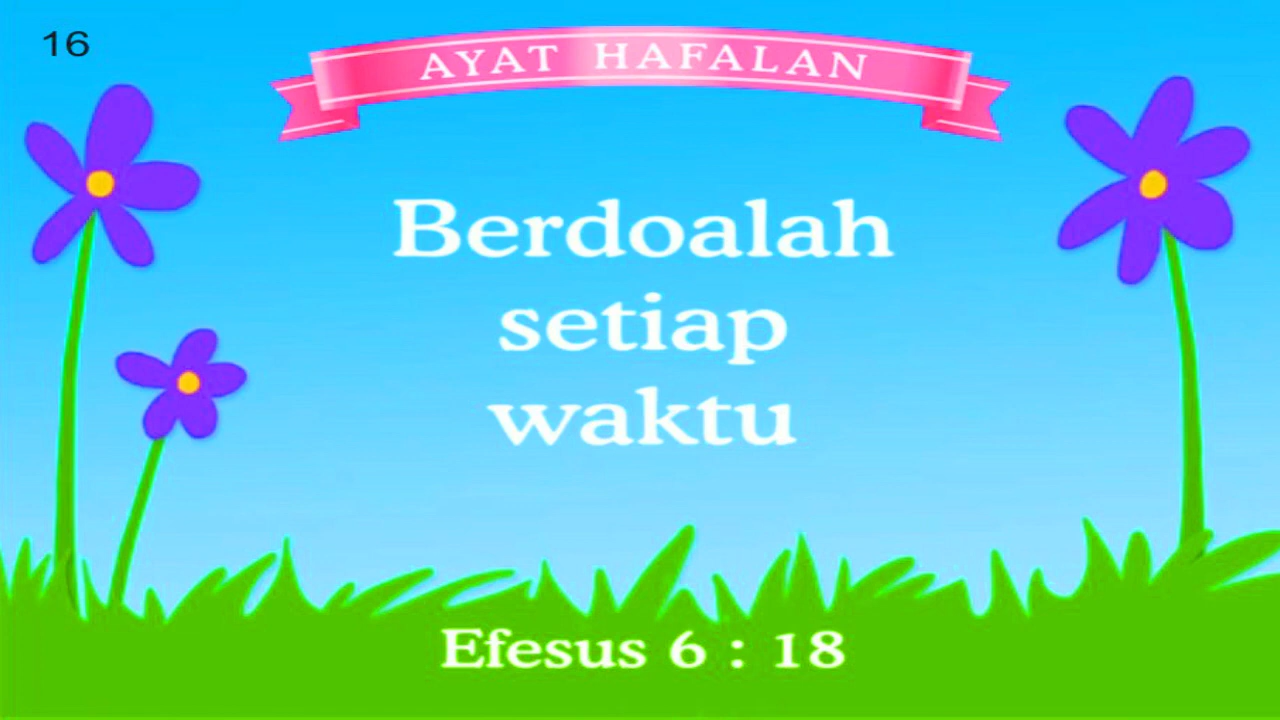 16
AYAT HAFALAN
Berdoalah
setiap
waktu
Efesus 6 : 18